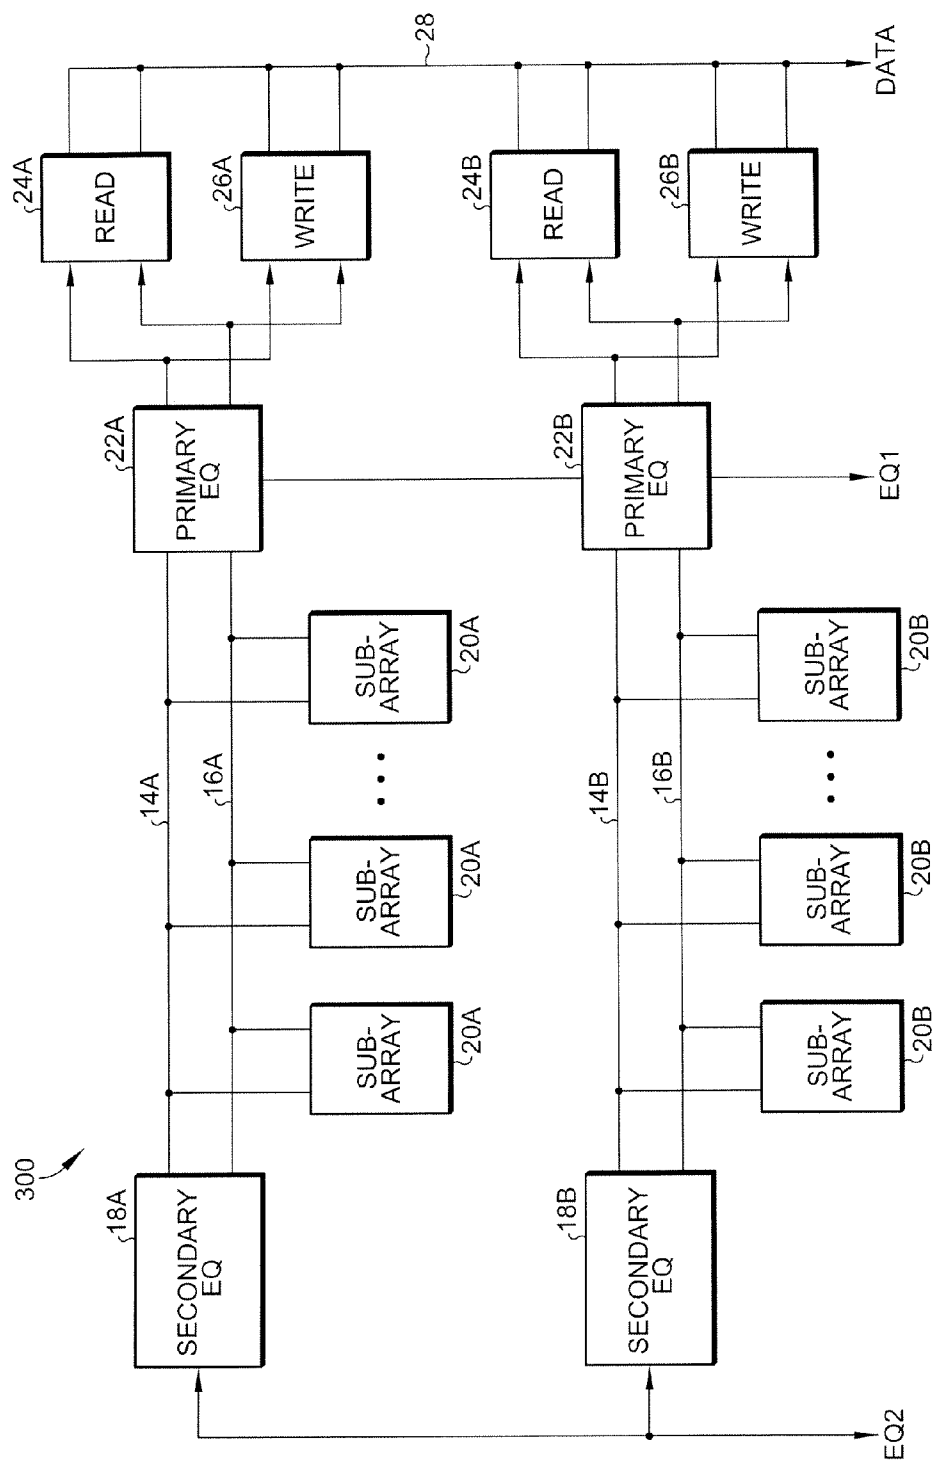 300
18A
SECONDARY
EQ
14A
16A
SUB-
ARRAY
20A
SUB-
ARRAY
20A
SUB-
ARRAY
20A
22A
PRIMARY
EQ
24A
READ
26A
WRITE
28
18B
SECONDARY
EQ
14B
16B
SUB-
ARRAY
20B
SUB-
ARRAY
20B
SUB-
ARRAY
20B
22B
PRIMARY
EQ
24B
READ
26B
WRITE
EQ2
EQ1
DATA